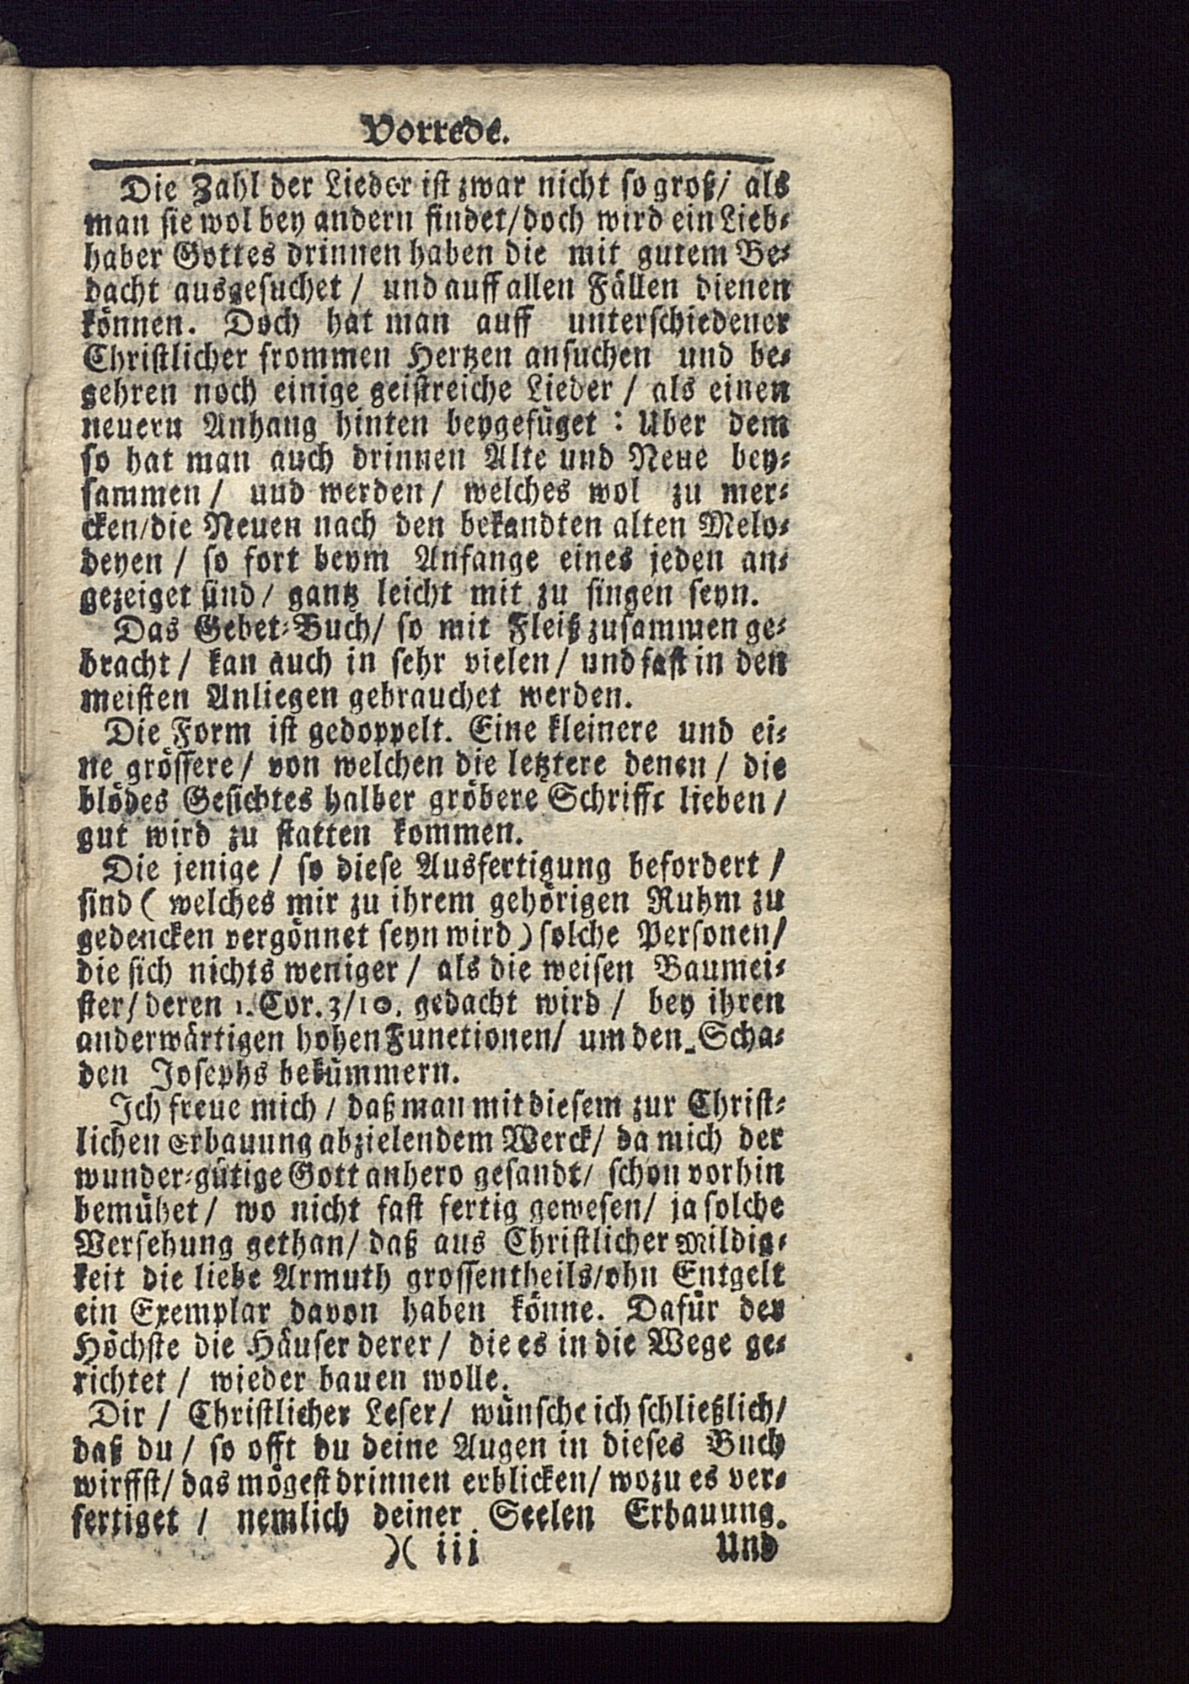 Vorrede.
Die Zahl der Lieder ist zwar nicht so groß/ als
man sie wol bey andern findet/doch wird ein Lieb-
haber Gottes drinnen haben die mit gutem Be-
dacht ausgesuchet / und auff allen Fällen dienen
können. Doch hat man auff unterschiedener
Christlicher frommen Hertzen ansuchen und be-
gehren noch einige geistreiche Lieder / als einen
neuern Anhang hinten beygefüget : Uber dem
so hat man auch drinnen Alte und Neue bey-
sammen / und werden / welches wol zu mer-
cken/die Neuen nach den bekandten alten Melo-
deyen / so fort beym Anfange eines jeden an-
gezeiget sind / gantz leicht mit zu singen seyn.
Das Gebet-Buch/ so mit Fleiß zusammen ge-
bracht / kan auch in sehr vielen / und fast in den
meisten Anliegen gebrauchet werden.
Die Form ist gedoppelt. Eine kleinere und ei-
ne grössere / von welchen die letztere denen / die
blödes Gesichtes halber gröbere Schrifft lieben /
gut wird zu statten kommen.
Die jenige / so diese Ausfertigung befordert /
sind ( welches mir zu ihrem gehörigen Ruhm zu
gedencken vergönnet seyn wird ) solche Personen/
die sich nichts weniger / als die weisen Baumei-
ster/ deren 1. Cor. 3/10. gedacht wird / bey ihren
anderwärtigen hohen Funetionen/ um den Scha-
den Josephs bekümmern.
Ich freue mich / daß man mit diesem zur Christ-
lichen Erbauung abzielendem Werck/ da mich der
wunder-gütige Gott anhero gesandt/ schon vorhin
bemühet / wo nicht fast fertig gewesen/ ja solche
Versehung gethan/ daß aus Christlicher Mildig-
keit die liebe Armuth grossentheils/ohn Entgelt
ein Exemplar davon haben könne. Dafür der
Höchste die Häuser derer / die es in die Wege ge-
richtet / wieder bauen wolle.
Dir / Christlicher Leser/ wünsche ich schließlich/
daß du / so offt du deine Augen in dieses Buch
wirffst/ das mögest drinnen erblicken/ wozu es ver-
fertiget / nemlich deiner Seelen Erbauung.
)( iii Und